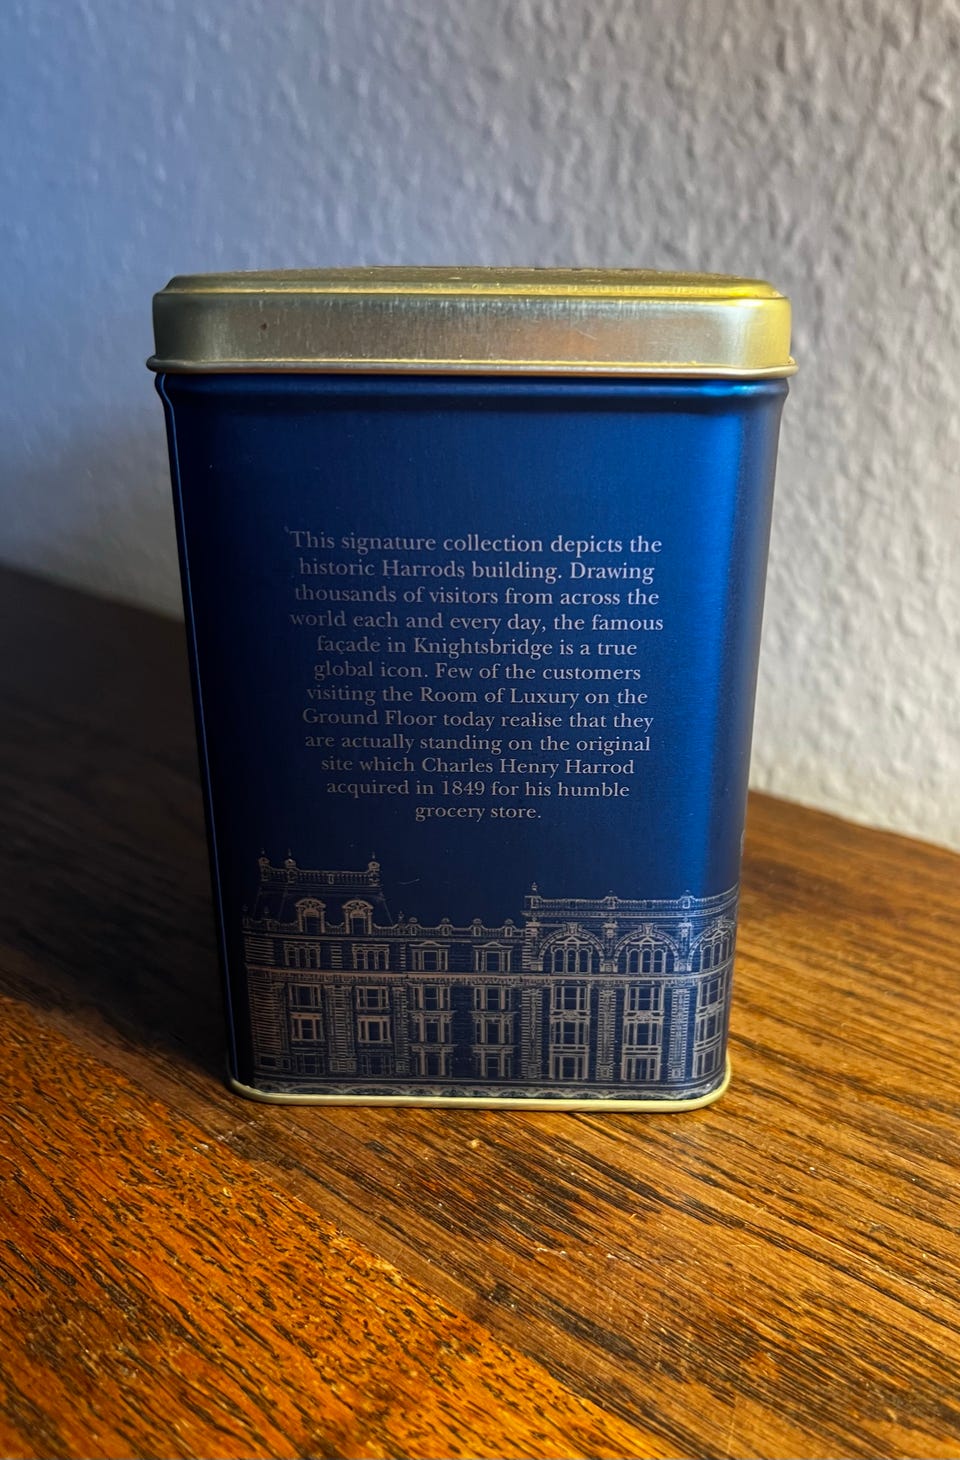 This signature collection depicts the
historic Harrods building. Drawing
thousands of visitors from across the
world each and every day, the famous
façade in Knightsbridge is a true
global icon. Few of the customers
visiting the Room of Luxury on the
Ground Floor today realise that they
are actually standing on the original
site which Charles Henry Harrod
acquired in 1849 for his humble
grocery store.